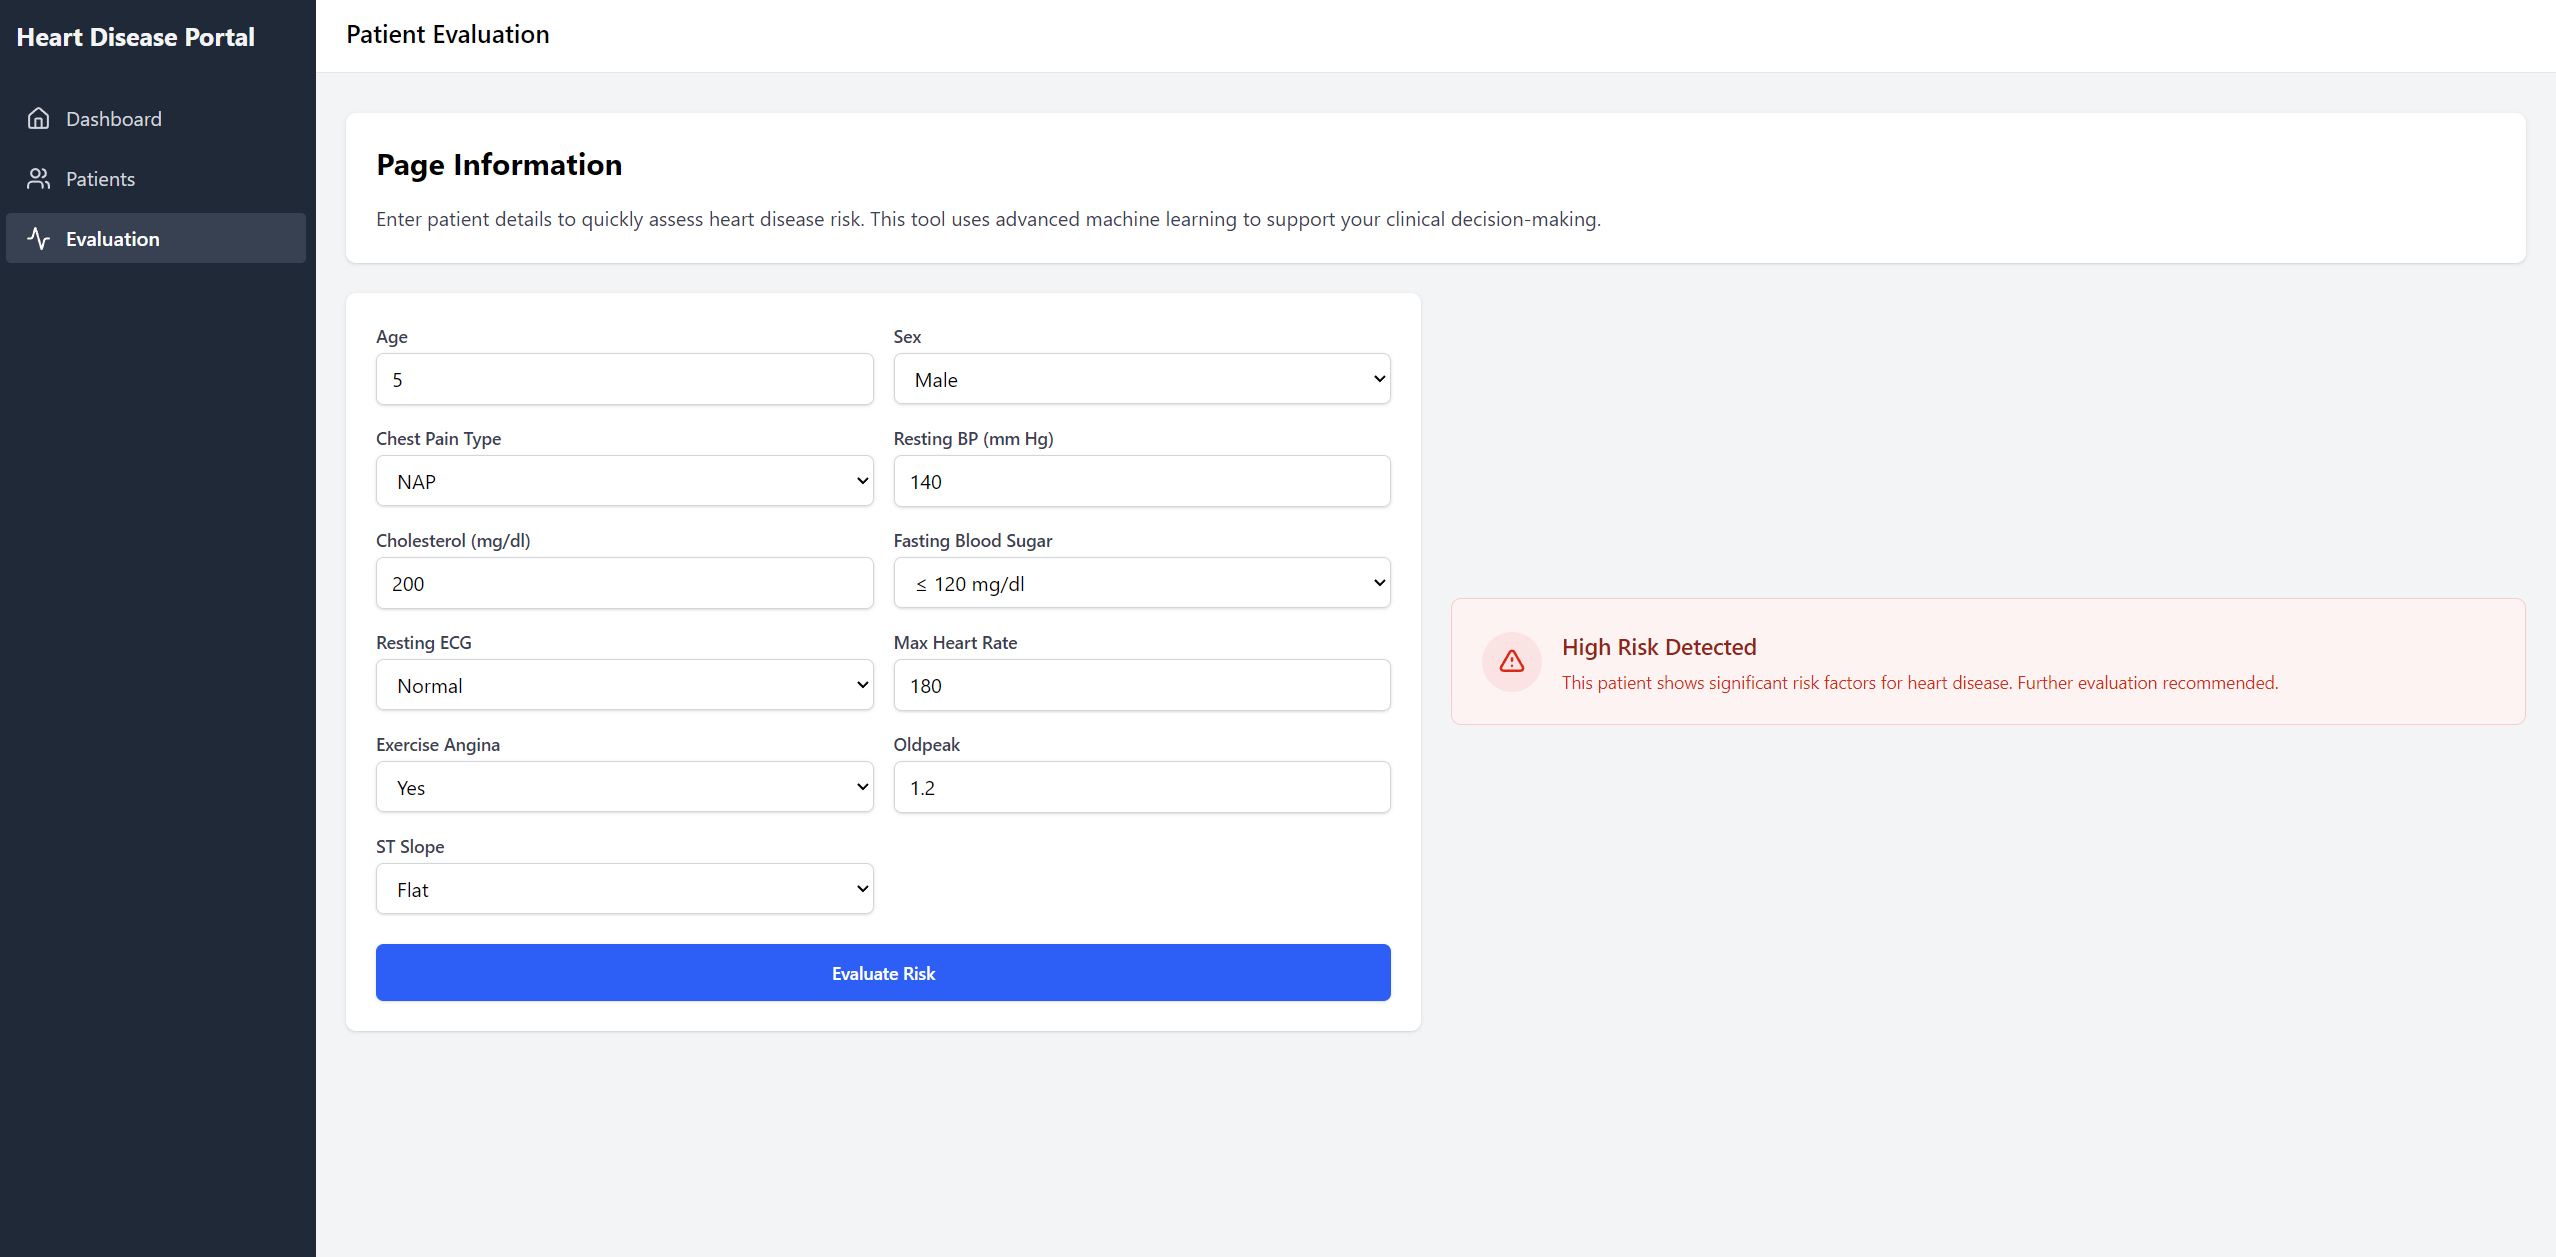 Heart Disease Portal
Dashboard
Patients
Evaluation
Patient Evaluation
Page Information
Enter patient details to quickly assess heart disease risk. This tool uses advanced machine learning to support your clinical decision-making.
Age
5
Sex
Male
Chest Pain Type
NAP
Resting BP (mm Hg)
140
Cholesterol (mg/dl)
200
Fasting Blood Sugar
≤ 120 mg/dl
Resting ECG
Normal
Max Heart Rate
180
Exercise Angina
Yes
Oldpeak
1.2
ST Slope
Flat
Evaluate Risk
High Risk Detected
This patient shows significant risk factors for heart disease. Further evaluation recommended.